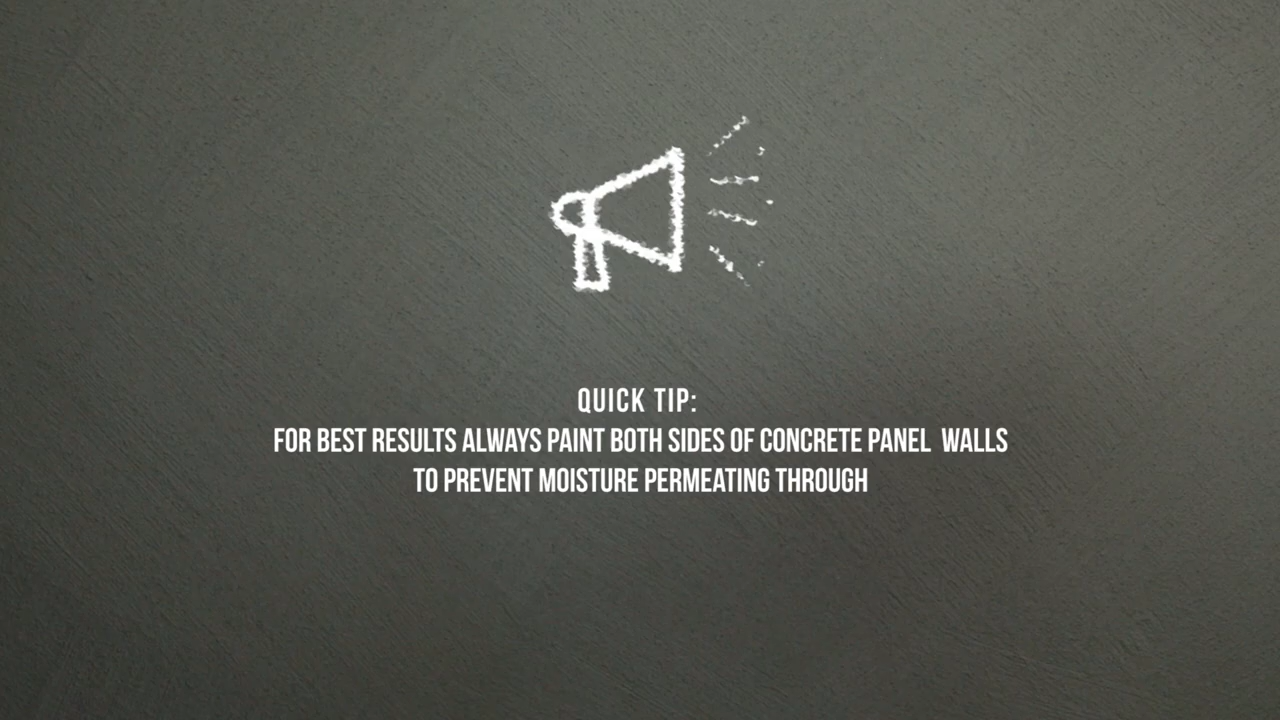 QUICK TIP:
FOR BEST RESULTS ALWAYS PAINT BOTH SIDES OF CONCRETE PANEL  WALLS
TO PREVENT MOISTURE PERMEATING THROUGH